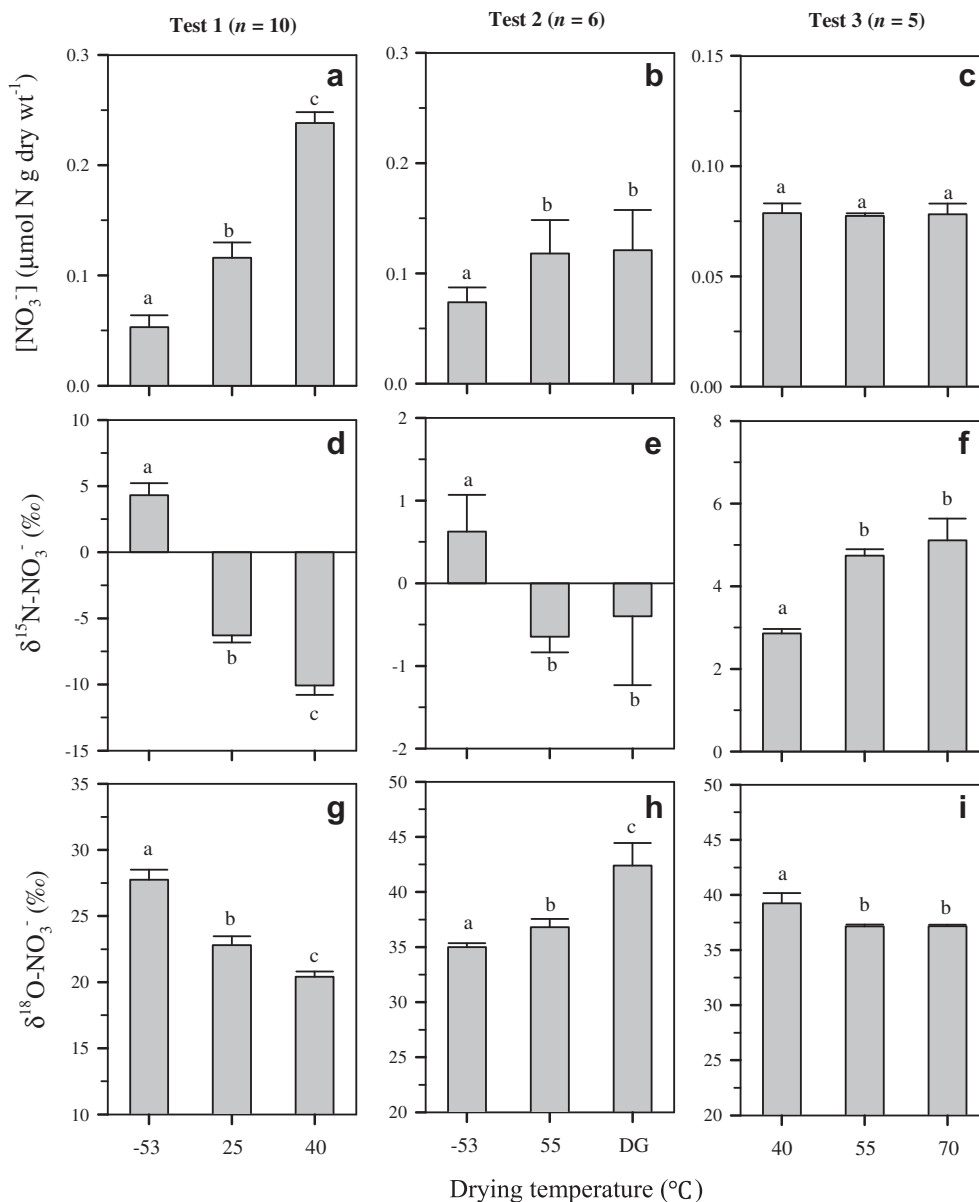 Test 1 (n = 10)
Test 2 (n = 6)
Test 3 (n = 5)
[NO₃⁻] (μmol N g dry wt⁻¹)
0.3
0.2
0.1
0.0
a
a
b
c
0.3
0.2
0.1
0.0
b
a
b
b
0.15
0.10
0.05
0.00
c
a
a
a
δ¹⁵N-NO₃⁻ (‰)
10
5
0
-5
-10
-15
d
a
b
c
2
1
0
-1
-2
e
a
b
b
8
6
4
2
0
f
a
b
b
δ¹⁸O-NO₃⁻ (‰)
35
30
25
20
15
10
g
a
b
c
-53
25
40
50
45
40
35
30
25
20
h
a
b
c
-53
55
DG
50
45
40
35
30
25
20
i
a
b
b
40
55
70
Drying temperature (°C)